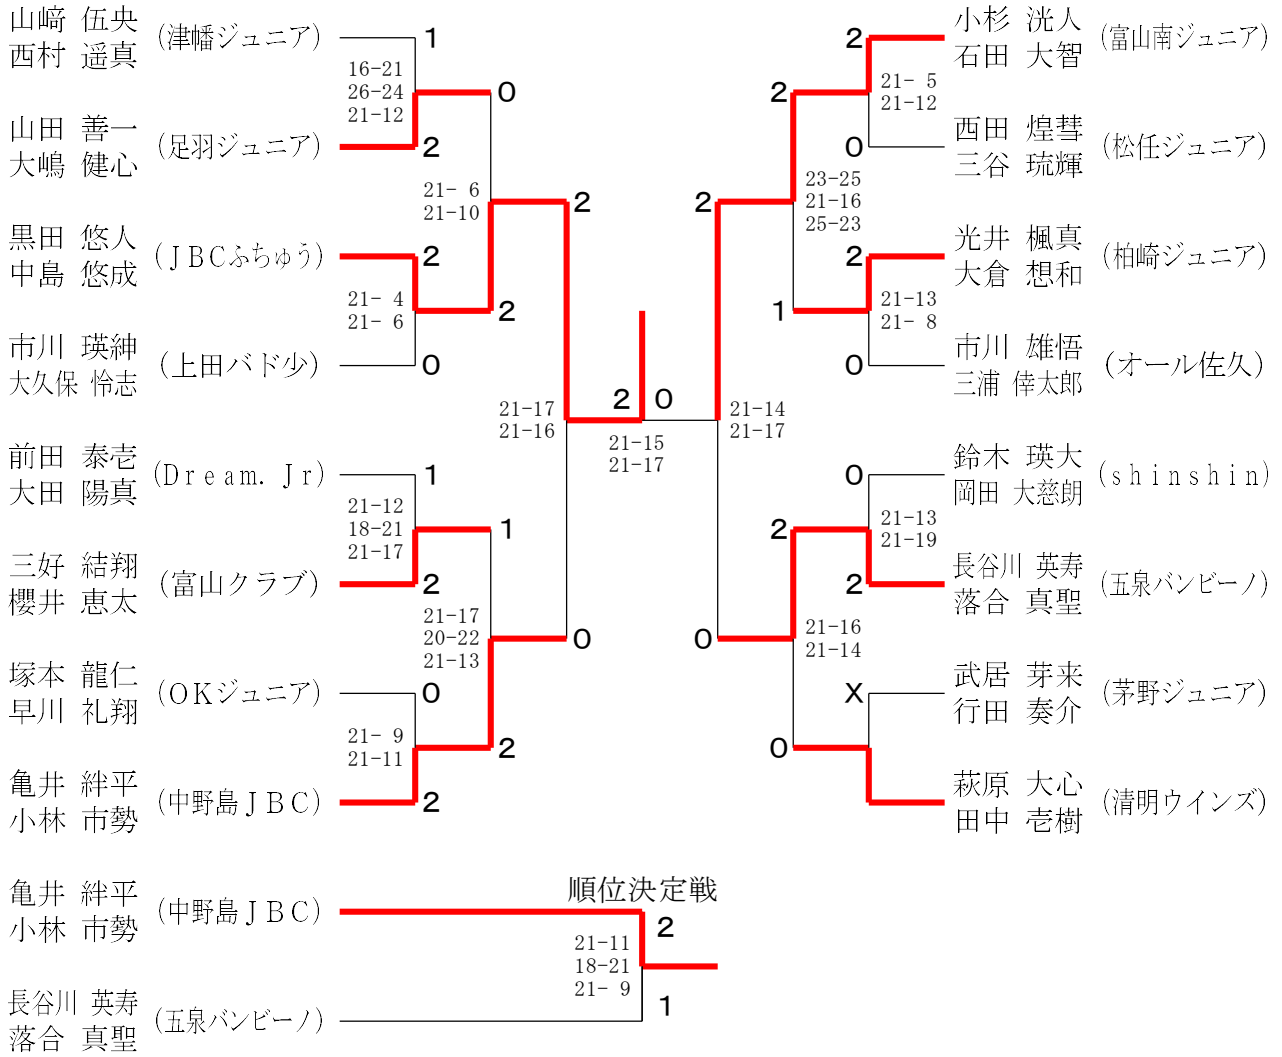 山﨑 伍央
西村 遥真
(津幡ジュニア)
1
16-21
26-24
21-12
0
山田 善一
大嶋 健心
(足羽ジュニア)
2
21- 6
21-10
2
黒田 悠人
中島 悠成
(JBCふちゅう)
2
21- 4
21- 6
2
市川 瑛紳
大久保 怜志
(上田バド少)
0
21-17
21-16
2
0
21-15
21-17
前田 泰壱
大田 陽真
(Dream. Jr)
1
21-12
18-21
21-17
1
三好 結翔
櫻井 恵太
(富山クラブ)
2
21-17
20-22
21-13
0
塚本 龍仁
早川 礼翔
(OKジュニア)
0
21- 9
21-11
2
亀井 絆平
小林 市勢
(中野島JBC)
2
小杉 洸人
石田 大智
(富山南ジュニア)
2
21- 5
21-12
2
西田 煌彗
三谷 琉輝
(松任ジュニア)
0
23-25
21-16
25-23
2
光井 楓真
大倉 想和
(柏崎ジュニア)
2
21-13
21- 8
1
市川 雄悟
三浦 倖太郎
(オール佐久)
0
21-14
21-17
鈴木 瑛大
岡田 大慈朗
(shinshin)
0
21-13
21-19
2
長谷川 英寿
落合 真聖
(五泉バンビーノ)
2
21-16
21-14
0
武居 芽来
行田 奏介
(茅野ジュニア)
X
0
萩原 大心
田中 壱樹
(清明ウインズ)
順位決定戦
亀井 絆平
小林 市勢
(中野島JBC)
2
21-11
18-21
21- 9
1
長谷川 英寿
落合 真聖
(五泉バンビーノ)